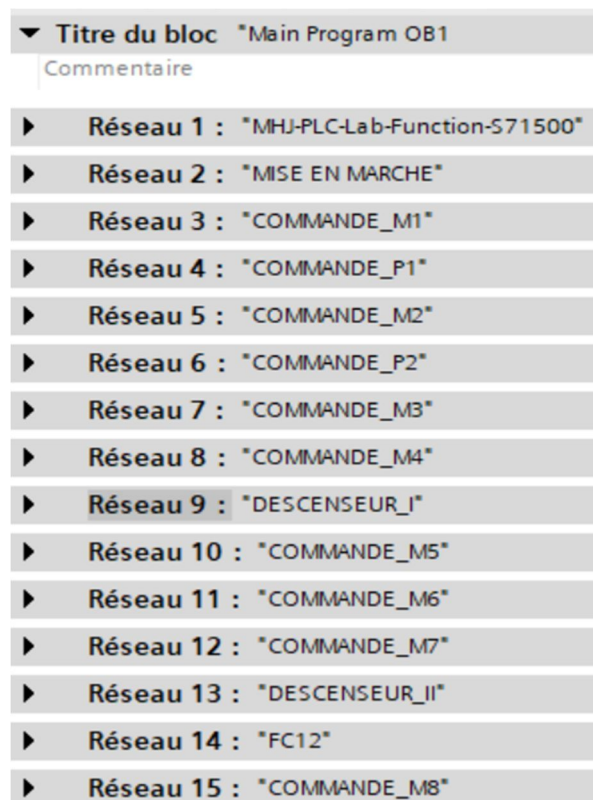 Titre du bloc "Main Program OB1
Commentaire
Réseau 1 : "MHJ-PLC-Lab-Function-S71500"
Réseau 2 : "MISE EN MARCHE"
Réseau 3 : "COMMANDE_M1"
Réseau 4 : "COMMANDE_P1"
Réseau 5 : "COMMANDE_M2"
Réseau 6 : "COMMANDE_P2"
Réseau 7 : "COMMANDE_M3"
Réseau 8 : "COMMANDE_M4"
Réseau 9 : "DESCENSEUR_I"
Réseau 10 : "COMMANDE_M5"
Réseau 11 : "COMMANDE_M6"
Réseau 12 : "COMMANDE_M7"
Réseau 13 : "DESCENSEUR_II"
Réseau 14 : "FC12"
Réseau 15 : "COMMANDE_M8"